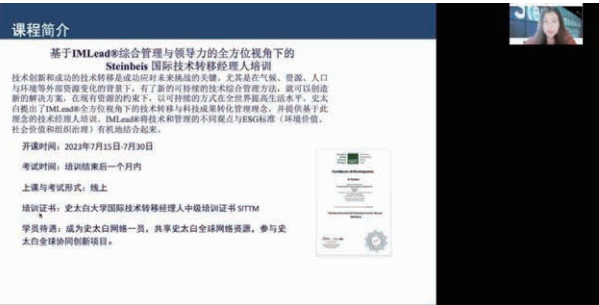 课程简介
基于IMLead®综合管理与领导力的全方位视角下的
Steinbeis 国际技术转移经理人培训
技术创新和成功的技术转移是成功应对未来挑战的关键。尤其是在气候、资源、人口
与环境等外部资源变化的背景下，有了新的可持续的技术综合管理方法，就可以创造
新的解决方案，在现有资源的约束下，以可持续的方式在全世界提高生活水平。史太
白提出了IMLead®全方位视角下的技术转移与科技成果转化管理理念，并提供基于此
理念的技术经理人培训。IMLead®将技术和管理的不同观点与ESG标准（环境价值、
社会价值和组织治理）有机地结合起来。
开课时间：2023年7月15日-7月30日
考试时间：培训结束后一个月内
上课与考试形式：线上
培训证书：史太白大学国际技术转移经理人中级培训证书 SITTM
学员待遇：成为史太白网络一员，共享史太白全球网络资源，参与史
太白全球协同创新项目。